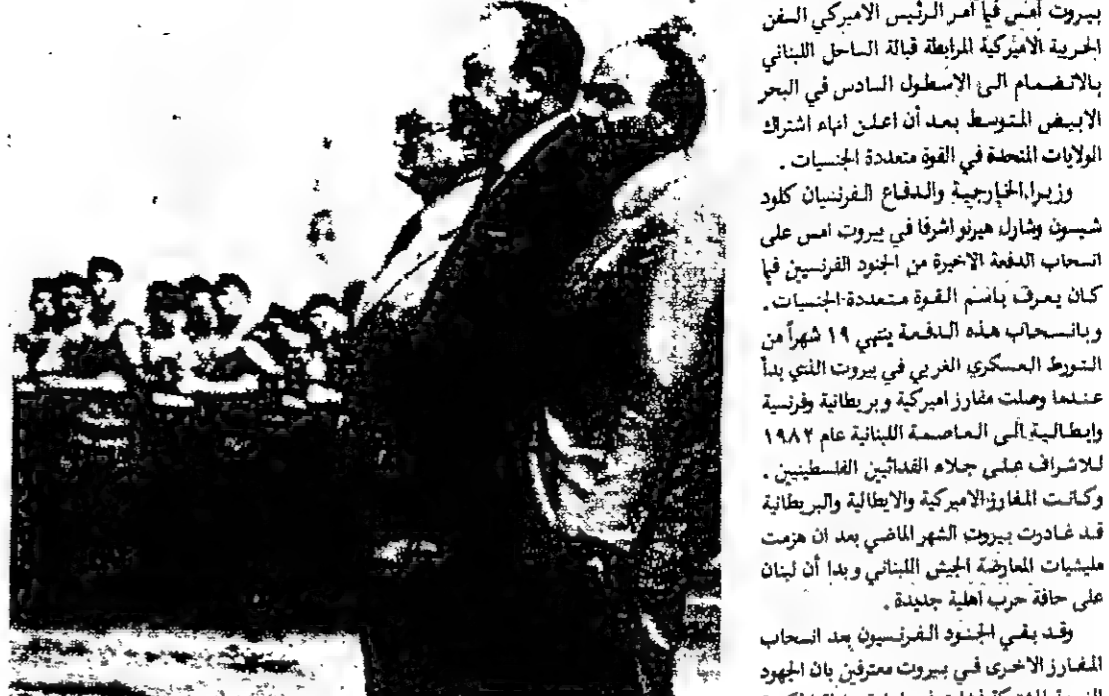 بيروت أمس فيا أمر الرئيس الاميركي السفن
الحربية الاميركية المرابطة قبالة الساحل اللبناني
بالانضمام الى الإسطول السادس في البحر
الابيض المتوسط بعد أن اعلن انهاء اشتراك
الولايات المتحدة في القوة متعددة الجنسيات .
وزيرا الخارجية والدفاع الفرنسيان كلود
شيسون وشارل هيرنو اشرفا في بيروت امس على
انسحاب الدفعة الاخيرة من الجنود الفرنسيين فيا
كان يعرف باسم القوة متعددة الجنسيات .
وبانسحاب هذه الدفعة ينتهي ١٩ شهراً من
التورط العسكري الغربي في بيروت الذي بدأ
عندما وصلت مفارز اميركية وبريطانية وفرنسية
وايطالية إلى العاصمة اللبنانية عام ١٩٨٢
للاشراف على جلاء الفدائيين الفلسطينيين .
وكانت المفارز الاميركية والايطالية والبريطانية
قد غادرت بيروت الشهر الماضي بعد ان هزمت
مليشيات المعارضة الجيش اللبناني وبدا أن لبنان
على حافة حرب أهلية جديدة .
وقد بقي الجنود الفرنسيون بعد انسحاب
المفارز الاخرى في بيروت معترفين بان الجهود